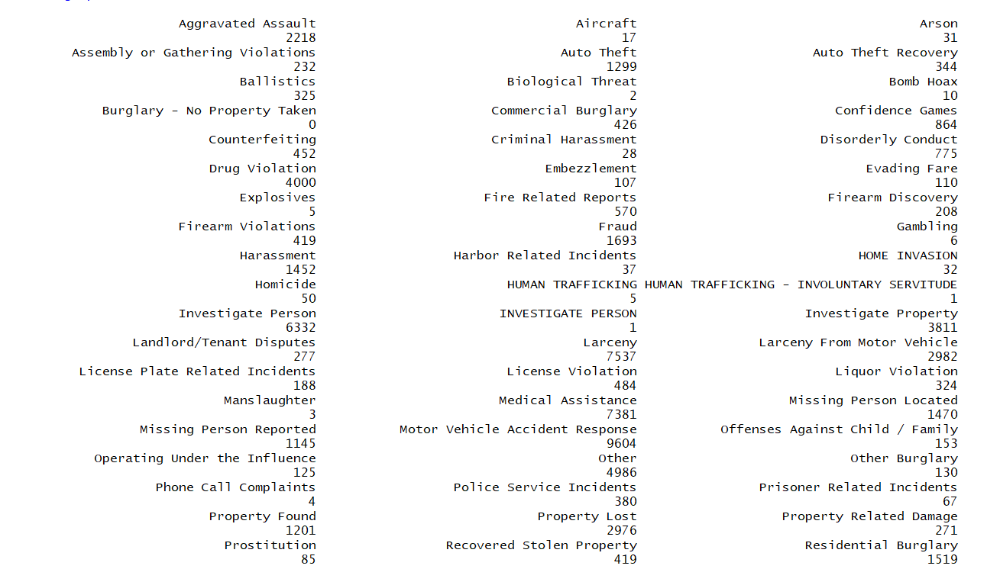 Aggravated Assault Aircraft Arson
2218 17 31
Assembly or Gathering Violations Auto Theft Auto Theft Recovery
232 1299 344
Ballistics Biological Threat Bomb Hoax
325 2 10
Burglary - No Property Taken Commercial Burglary Confidence Games
0 426 864
Counterfeiting Criminal Harassment Disorderly Conduct
452 28 775
Drug Violation Embezzlement Evading Fare
4000 107 110
Explosives Fire Related Reports Firearm Discovery
5 570 208
Firearm Violations Fraud Gambling
419 1693 6
Harassment Harbor Related Incidents HOME INVASION
1452 37 32
Homicide HUMAN TRAFFICKING HUMAN TRAFFICKING - INVOLUNTARY SERVITUDE
50 5 1
Investigate Person INVESTIGATE PERSON Investigate Property
6332 1 3811
Landlord/Tenant Disputes Larceny Larceny From Motor Vehicle
277 7537 2982
License Plate Related Incidents License Violation Liquor Violation
188 484 324
Manslaughter Medical Assistance Missing Person Located
3 7381 1470
Missing Person Reported Motor Vehicle Accident Response Offenses Against Child / Family
1145 9604 153
Operating Under the Influence Other Other Burglary
125 4986 130
Phone Call Complaints Police Service Incidents Prisoner Related Incidents
4 380 67
Property Found Property Lost Property Related Damage
1201 2976 271
Prostitution Recovered Stolen Property Residential Burglary
85 419 1519